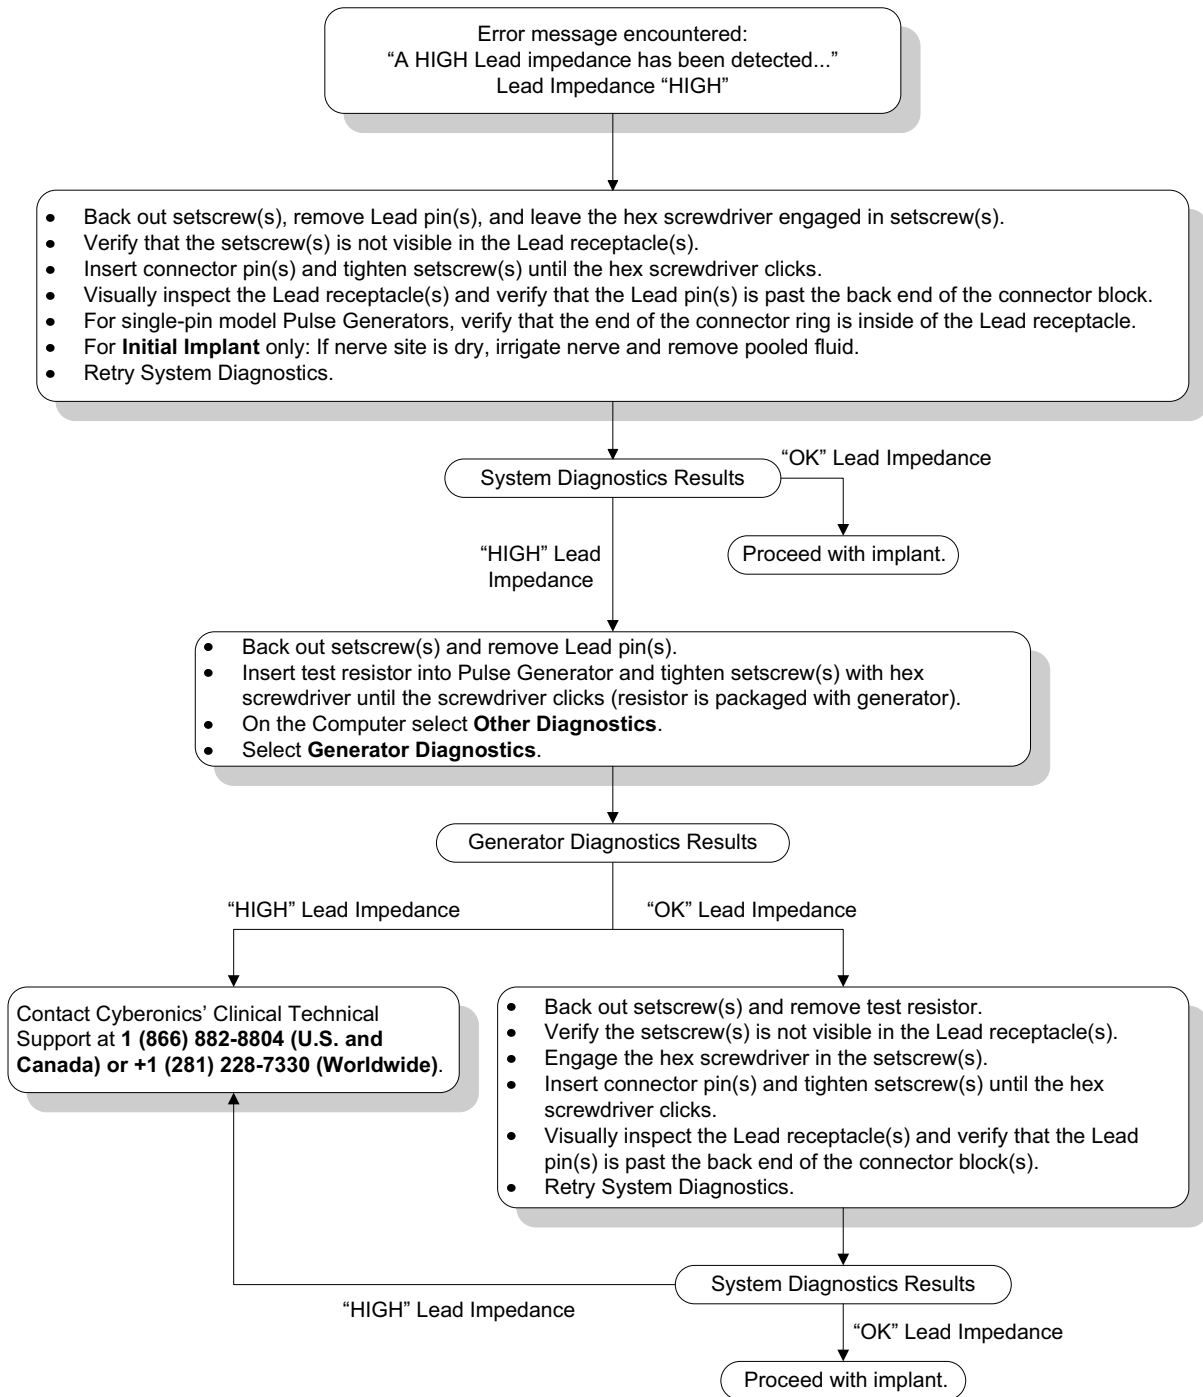 Error message encountered:
“A HIGH Lead impedance has been detected...”
Lead Impedance “HIGH”
• Back out setscrew(s), remove Lead pin(s), and leave the hex screwdriver engaged in setscrew(s).
• Verify that the setscrew(s) is not visible in the Lead receptacle(s).
• Insert connector pin(s) and tighten setscrew(s) until the hex screwdriver clicks.
• Visually inspect the Lead receptacle(s) and verify that the Lead pin(s) is past the back end of the connector block.
• For single-pin model Pulse Generators, verify that the end of the connector ring is inside of the Lead receptacle.
• For Initial Implant only: If nerve site is dry, irrigate nerve and remove pooled fluid.
• Retry System Diagnostics.
System Diagnostics Results
“OK” Lead Impedance
Proceed with implant.
“HIGH” Lead
Impedance
• Back out setscrew(s) and remove Lead pin(s).
• Insert test resistor into Pulse Generator and tighten setscrew(s) with hex
screwdriver until the screwdriver clicks (resistor is packaged with generator).
• On the Computer select Other Diagnostics.
• Select Generator Diagnostics.
Generator Diagnostics Results
“HIGH” Lead Impedance
“OK” Lead Impedance
Contact Cyberonics’ Clinical Technical
Support at 1 (866) 882-8804 (U.S. and
Canada) or +1 (281) 228-7330 (Worldwide).
• Back out setscrew(s) and remove test resistor.
• Verify the setscrew(s) is not visible in the Lead receptacle(s).
• Engage the hex screwdriver in the setscrew(s).
• Insert connector pin(s) and tighten setscrew(s) until the hex
screwdriver clicks.
• Visually inspect the Lead receptacle(s) and verify that the Lead
pin(s) is past the back end of the connector block(s).
• Retry System Diagnostics.
System Diagnostics Results
“HIGH” Lead Impedance
“OK” Lead Impedance
Proceed with implant.